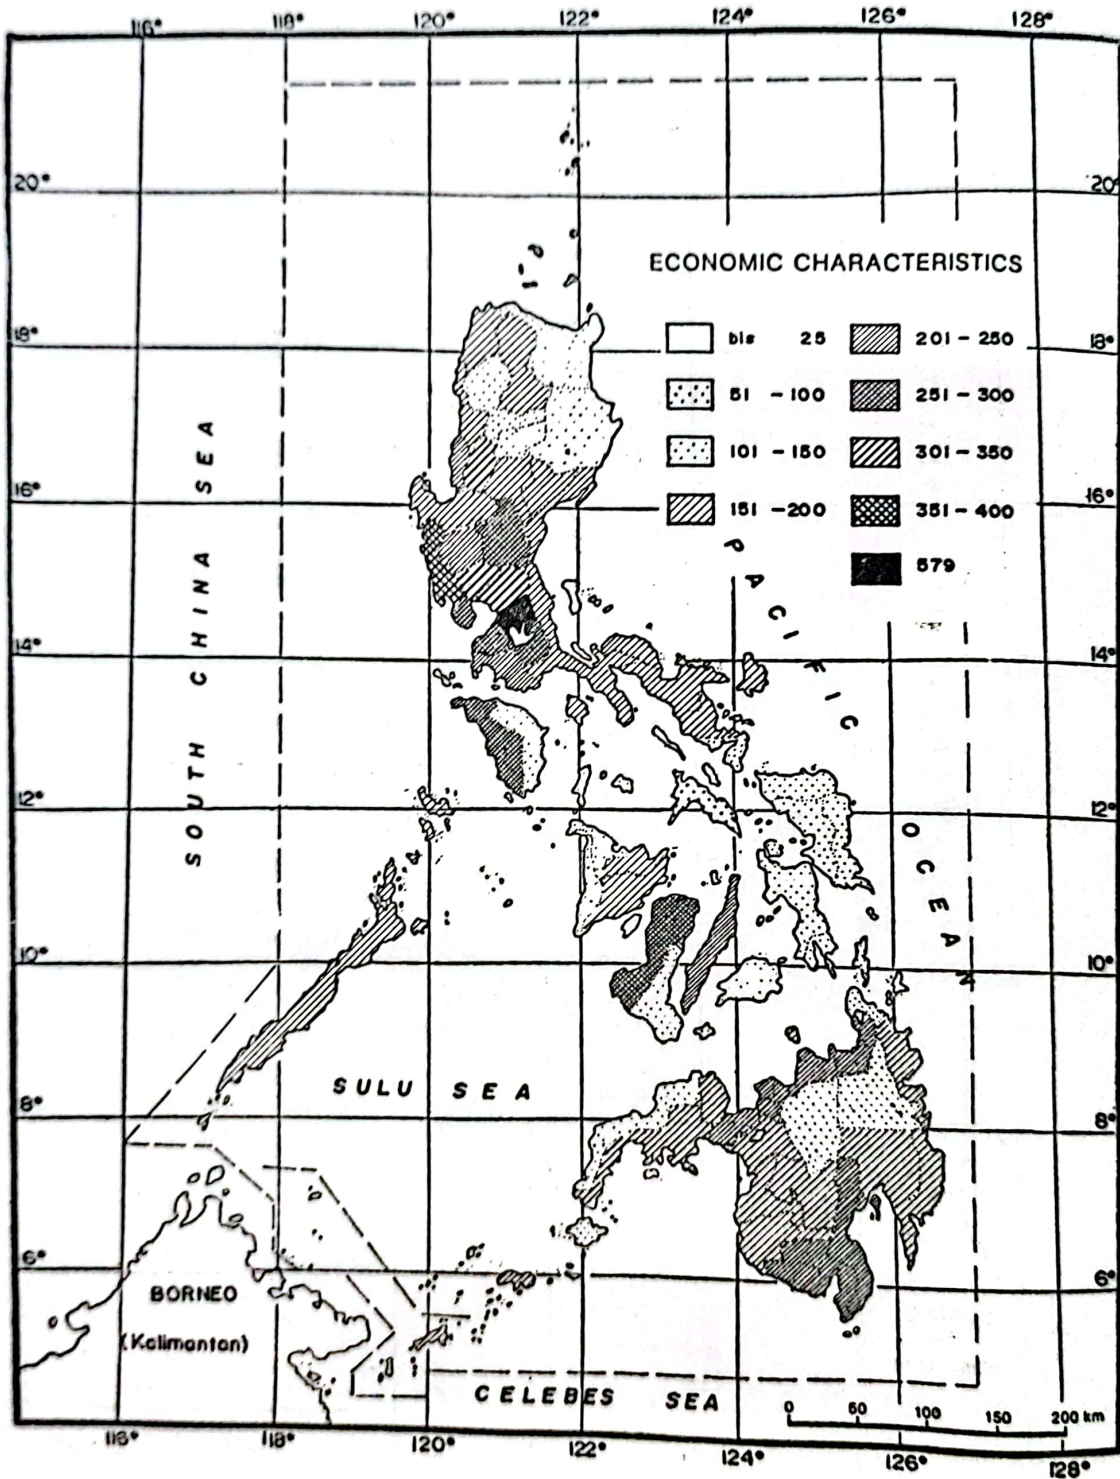 116° 118° 120° 122° 124° 126° 128°
20° 20°
ECONOMIC CHARACTERISTICS
bis 25
51 - 100
101 - 150
151 - 200
201 - 250
251 - 300
301 - 350
351 - 400
579
18° 18°
16° 16°
SOUTH CHINA SEA
PACIFIC OCEAN
14° 14°
12° 12°
10° 10°
SULU SEA
8° 8°
6° 6°
BORNEO
(Kalimantan)
CELEBES SEA
0 50 100 150 200 km
116° 118° 120° 122° 124° 126° 128°